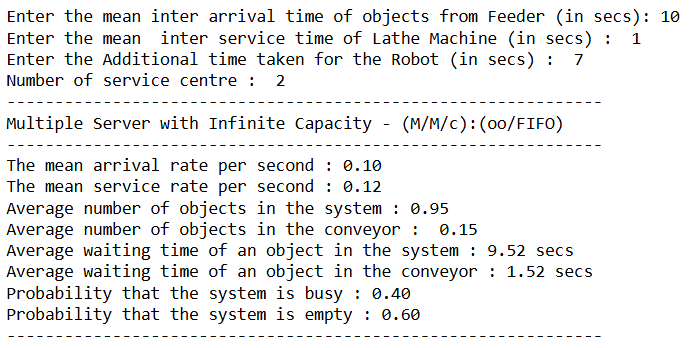 Enter the mean inter arrival time of objects from Feeder (in secs): 10
Enter the mean  inter service time of Lathe Machine (in secs) :  1
Enter the Additional time taken for the Robot (in secs) :  7
Number of service centre :  2
--------------------------------------------------------------
Multiple Server with Infinite Capacity - (M/M/c):(oo/FIFO)
--------------------------------------------------------------
The mean arrival rate per second : 0.10
The mean service rate per second : 0.12
Average number of objects in the system : 0.95
Average number of objects in the conveyor :  0.15
Average waiting time of an object in the system : 9.52 secs
Average waiting time of an object in the conveyor : 1.52 secs
Probability that the system is busy : 0.40
Probability that the system is empty : 0.60
--------------------------------------------------------------